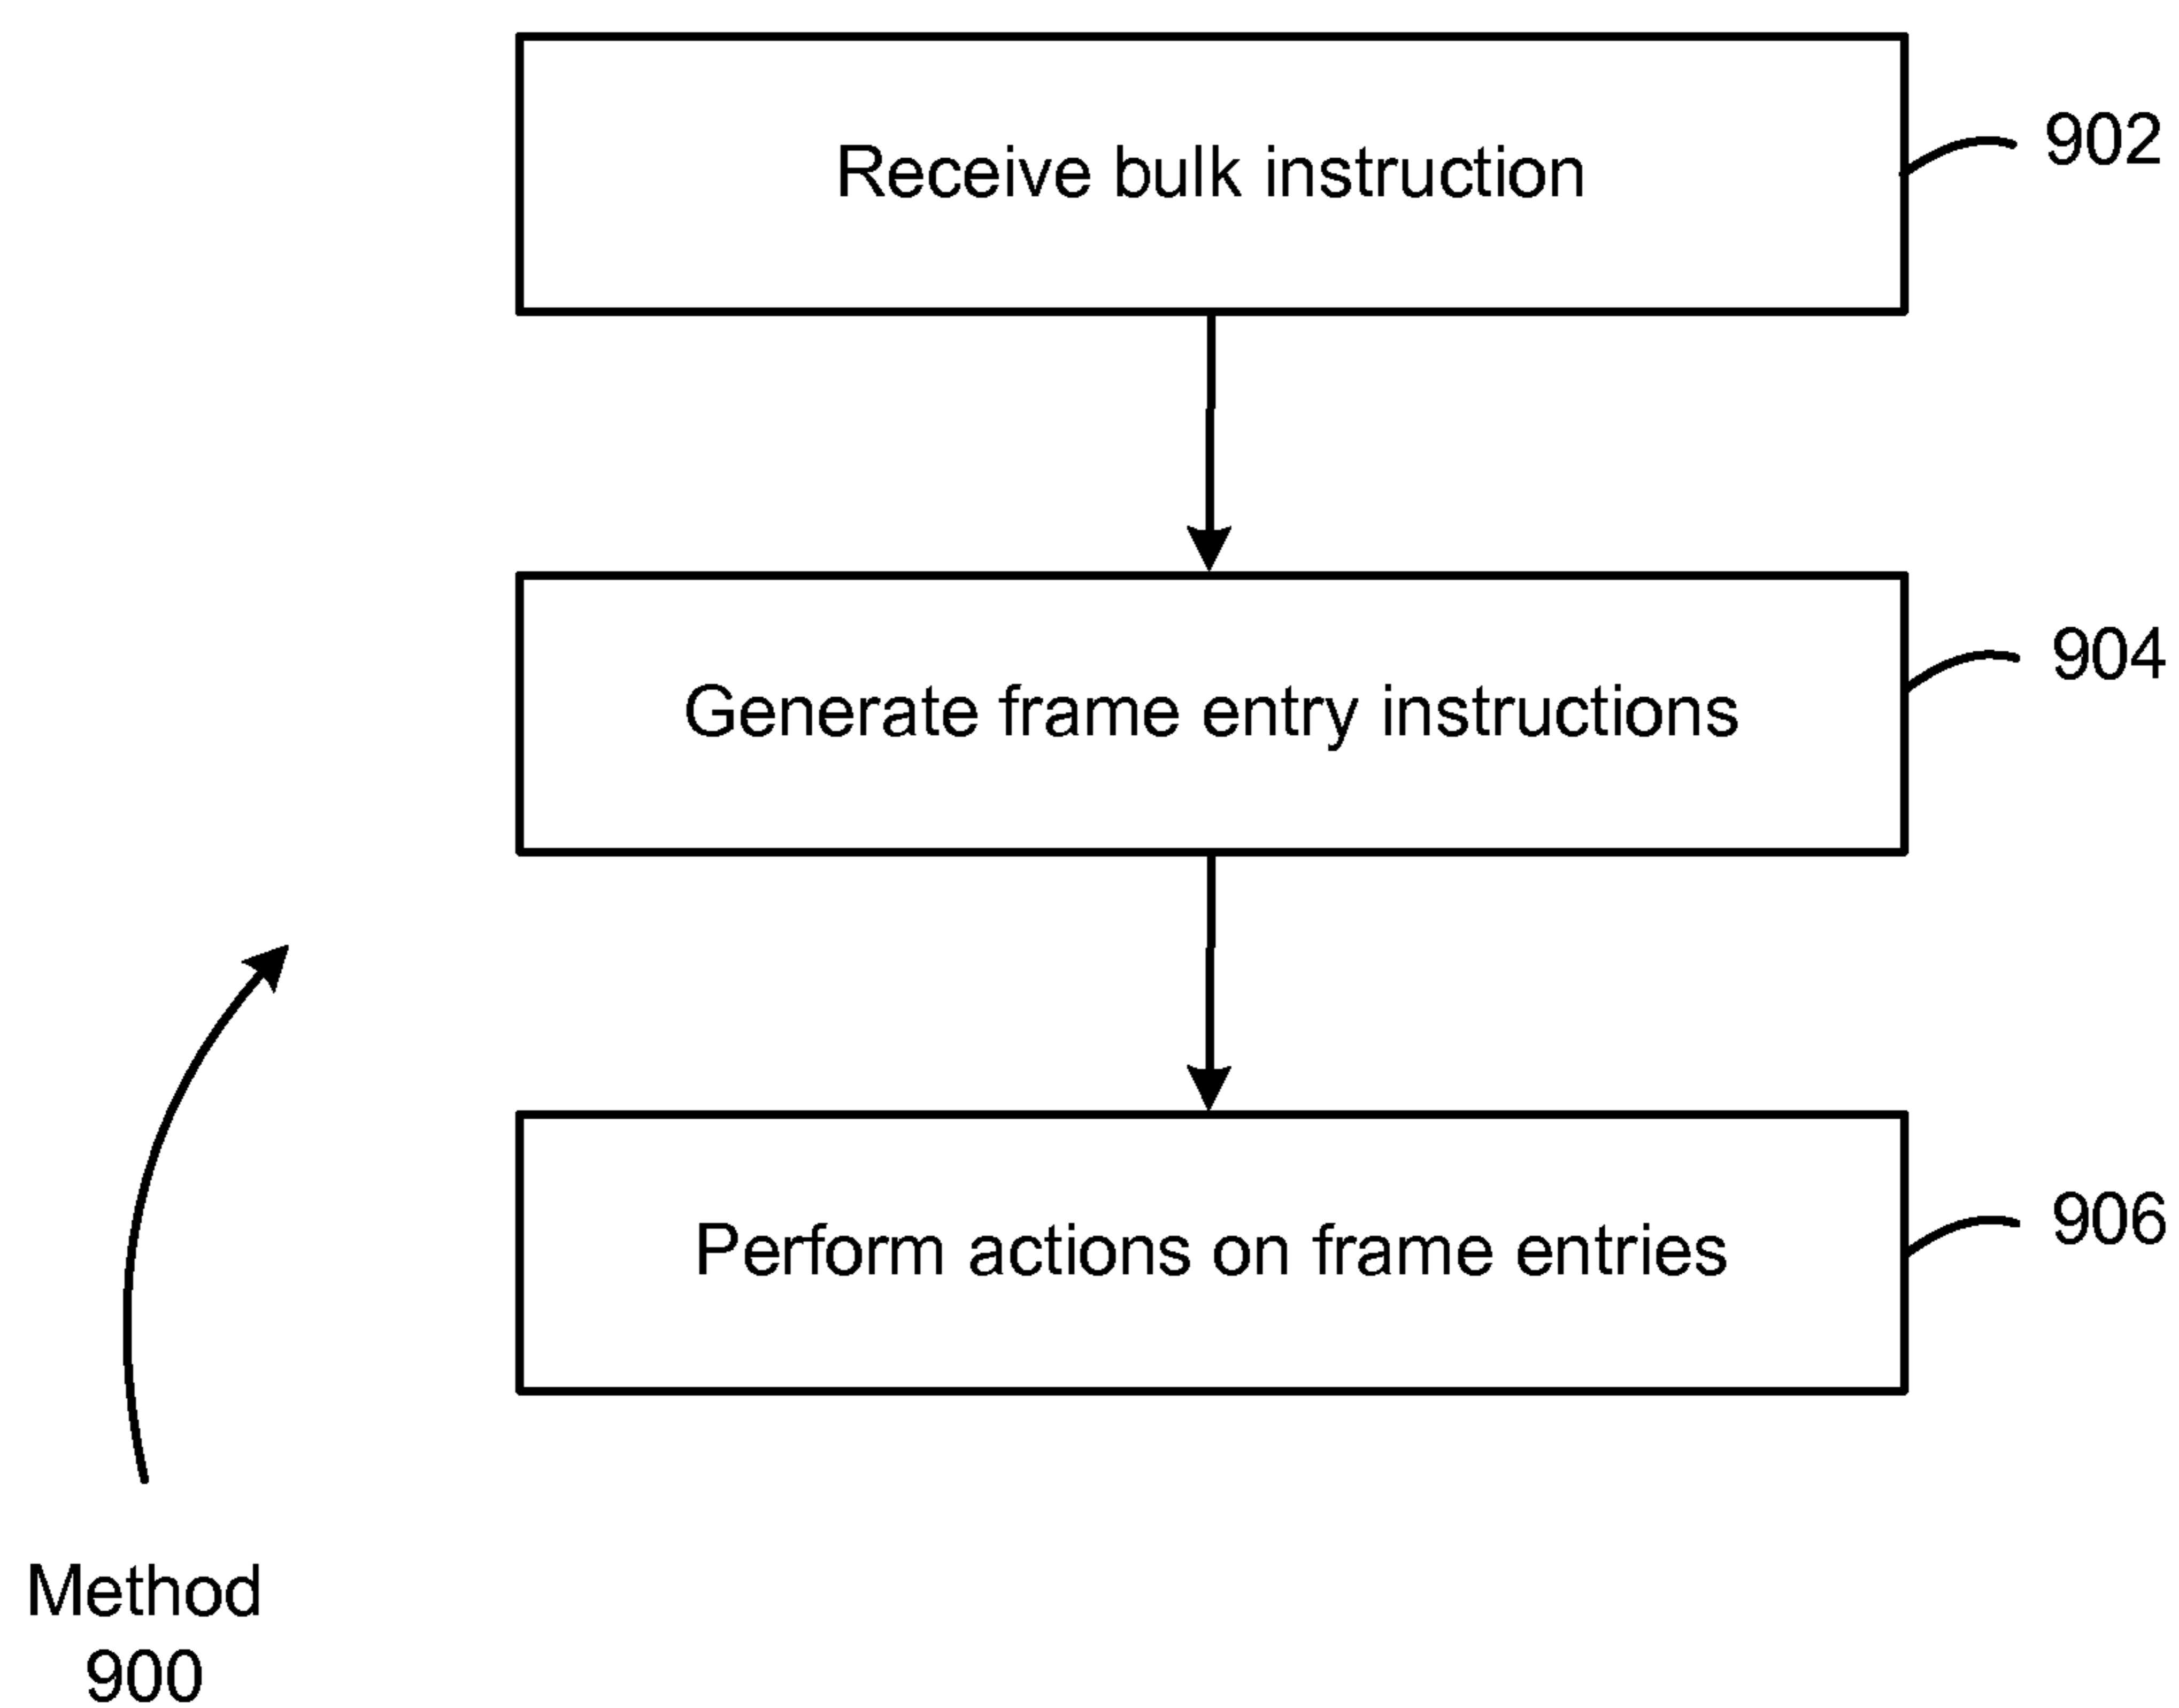 Receive bulk instruction
902
Generate frame entry instructions
904
Perform actions on frame entries
906
Method
900